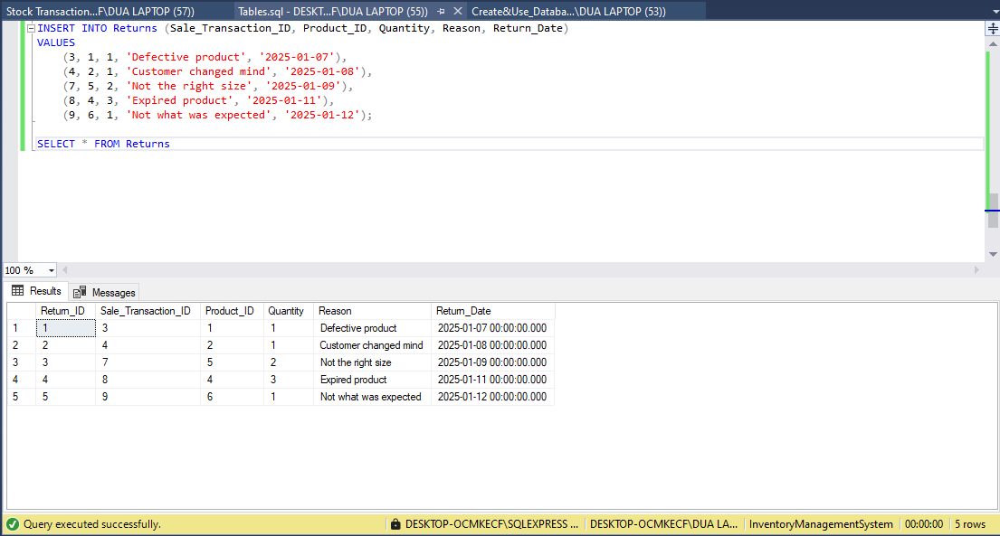 Stock Transaction...F\DUA LAPTOP (57)) Tables.sql - DESKT...F\DUA LAPTOP (55)) Create&Use_Databa...\DUA LAPTOP (53))
INSERT INTO Returns (Sale_Transaction_ID, Product_ID, Quantity, Reason, Return_Date)
VALUES
(3, 1, 1, 'Defective product', '2025-01-07'),
(4, 2, 1, 'Customer changed mind', '2025-01-08'),
(7, 5, 2, 'Not the right size', '2025-01-09'),
(8, 4, 3, 'Expired product', '2025-01-11'),
(9, 6, 1, 'Not what was expected', '2025-01-12');
SELECT * FROM Returns
100 %
Results Messages
Return_ID Sale_Transaction_ID Product_ID Quantity Reason Return_Date
1 1 3 1 1 Defective product 2025-01-07 00:00:00.000
2 2 4 2 1 Customer changed mind 2025-01-08 00:00:00.000
3 3 7 5 2 Not the right size 2025-01-09 00:00:00.000
4 4 8 4 3 Expired product 2025-01-11 00:00:00.000
5 5 9 6 1 Not what was expected 2025-01-12 00:00:00.000
Query executed successfully. DESKTOP-OCMKECF\SQLEXPRESS ... DESKTOP-OCMKECF\DUA LA... InventoryManagementSystem 00:00:00 5 rows